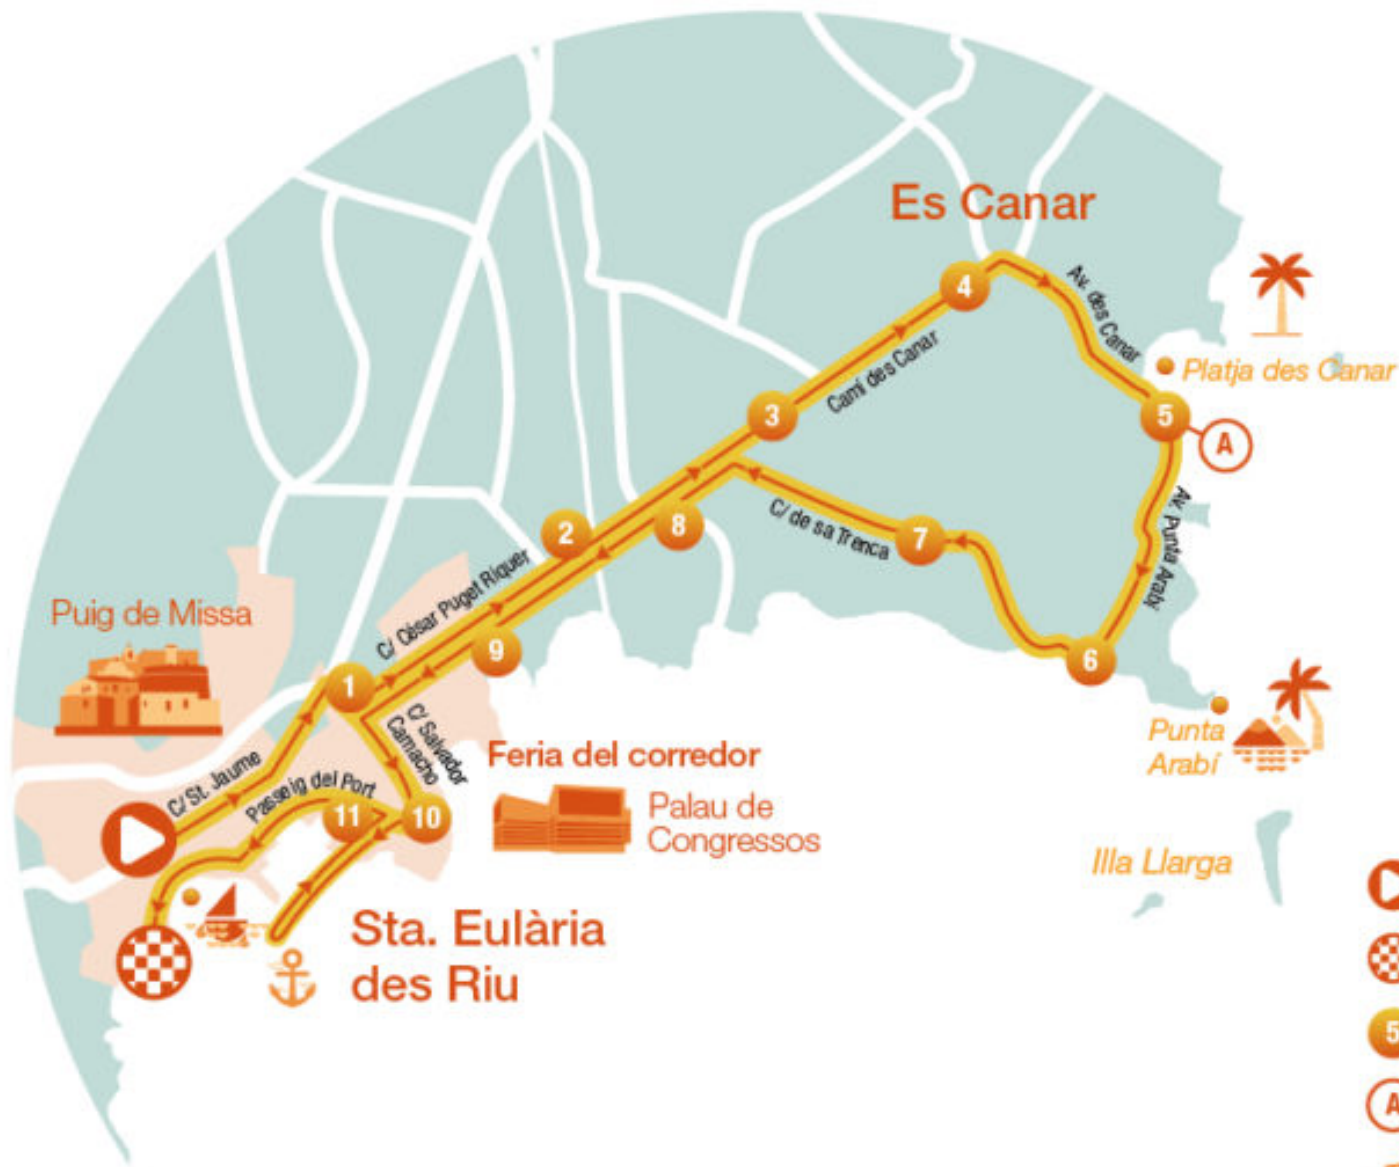 Es Canar
4
Av. des Canar
Platja des Canar
3
Camí des Canar
5
A
2
8
C/ de sa Trenca
7
Av. Punta Arabí
C/ César Puget Riquer
Puig de Missa
9
6
1
C/ Salvador
Camacho
Punta
Arabí
Feria del corredor
C/ St. Jaume
Passeig del Port
11
10
Palau de
Congressos
Illa Llarga
Sta. Eulària
des Riu
5
A